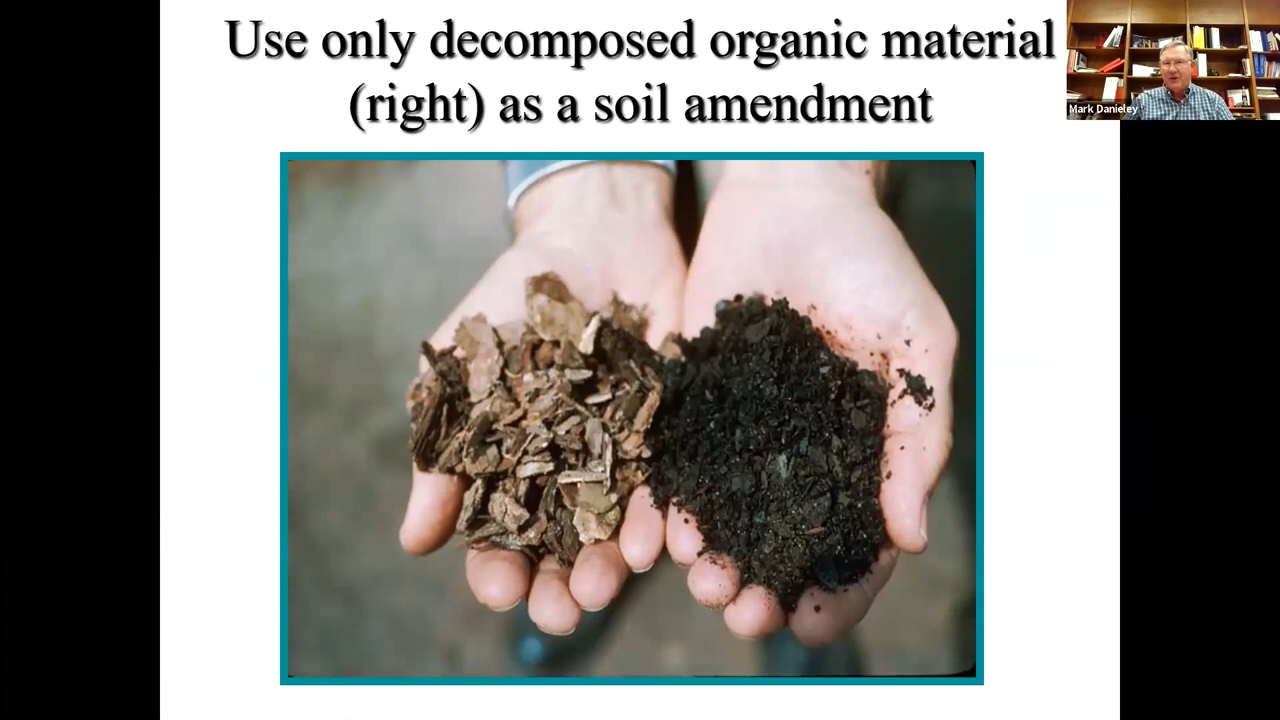 Use only decomposed organic material
(right) as a soil amendment
Mark Danieley